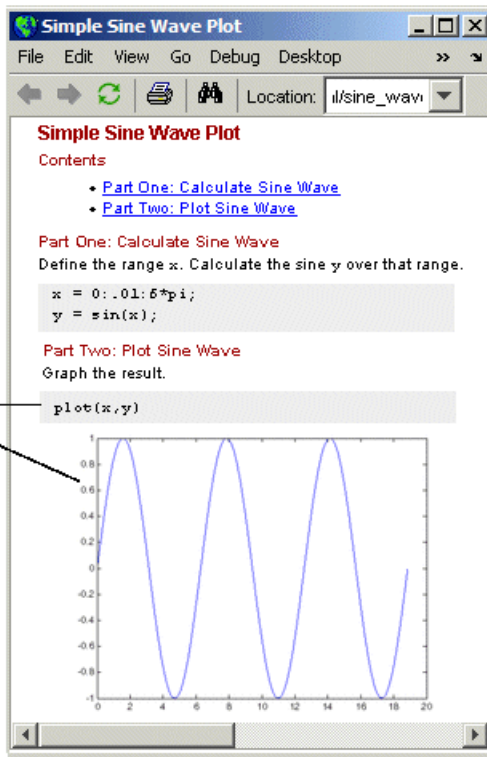 Simple Sine Wave Plot
File Edit View Go Debug Desktop
Location: il/sine_wav
Simple Sine Wave Plot
Contents
• Part One: Calculate Sine Wave
• Part Two: Plot Sine Wave
Part One: Calculate Sine Wave
Define the range x. Calculate the sine y over that range.
x = 0:.01:6*pi;
y = sin(x);
Part Two: Plot Sine Wave
Graph the result.
plot(x,y)
1
0.8
0.6
0.4
0.2
0
-0.2
-0.4
-0.6
-0.8
-1
0 2 4 6 8 10 12 14 16 18 20